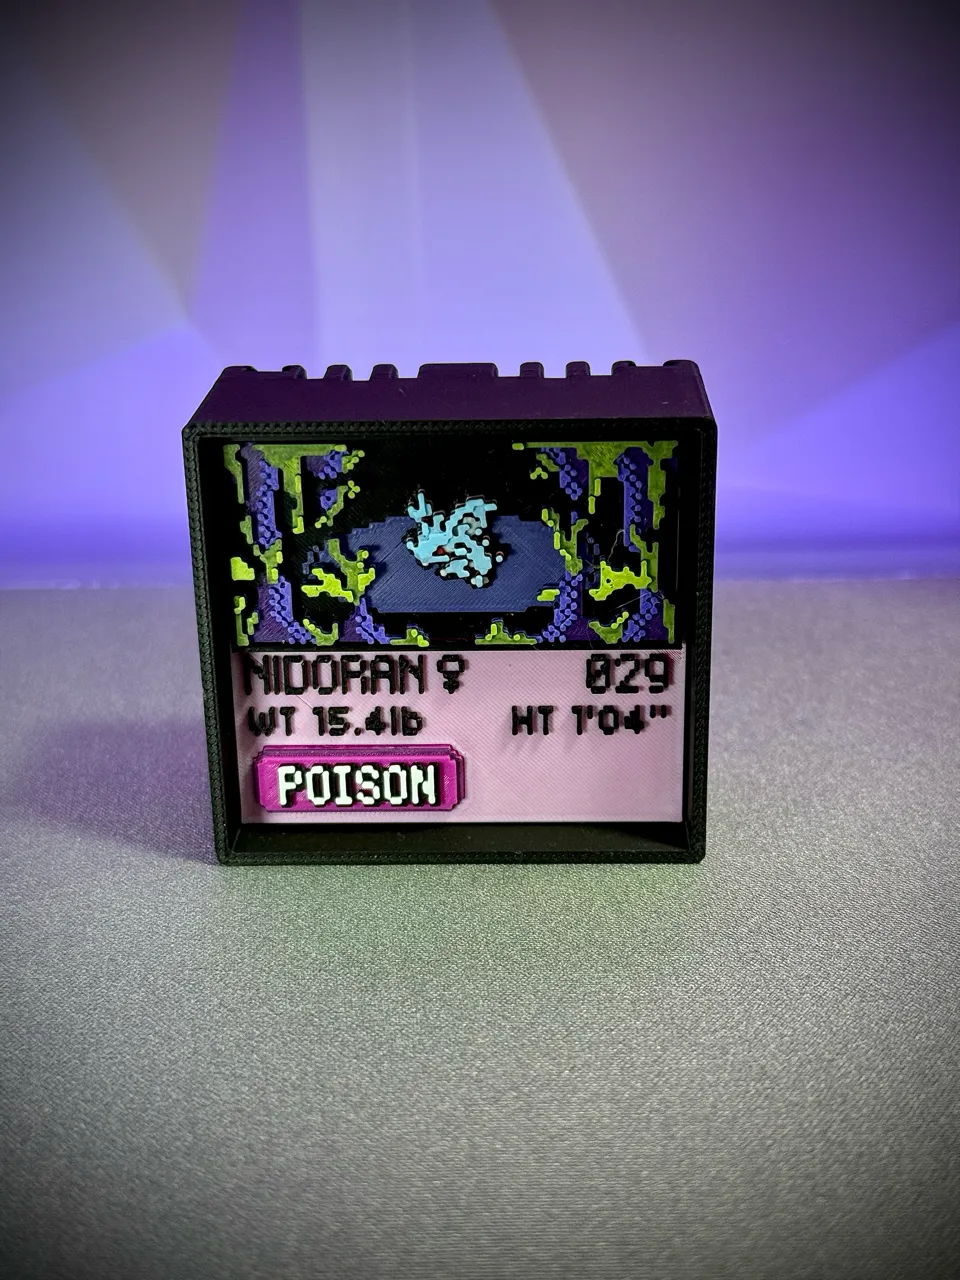 NIDORAN♀ 029
WT 15.4lb HT 1'04"
POISON